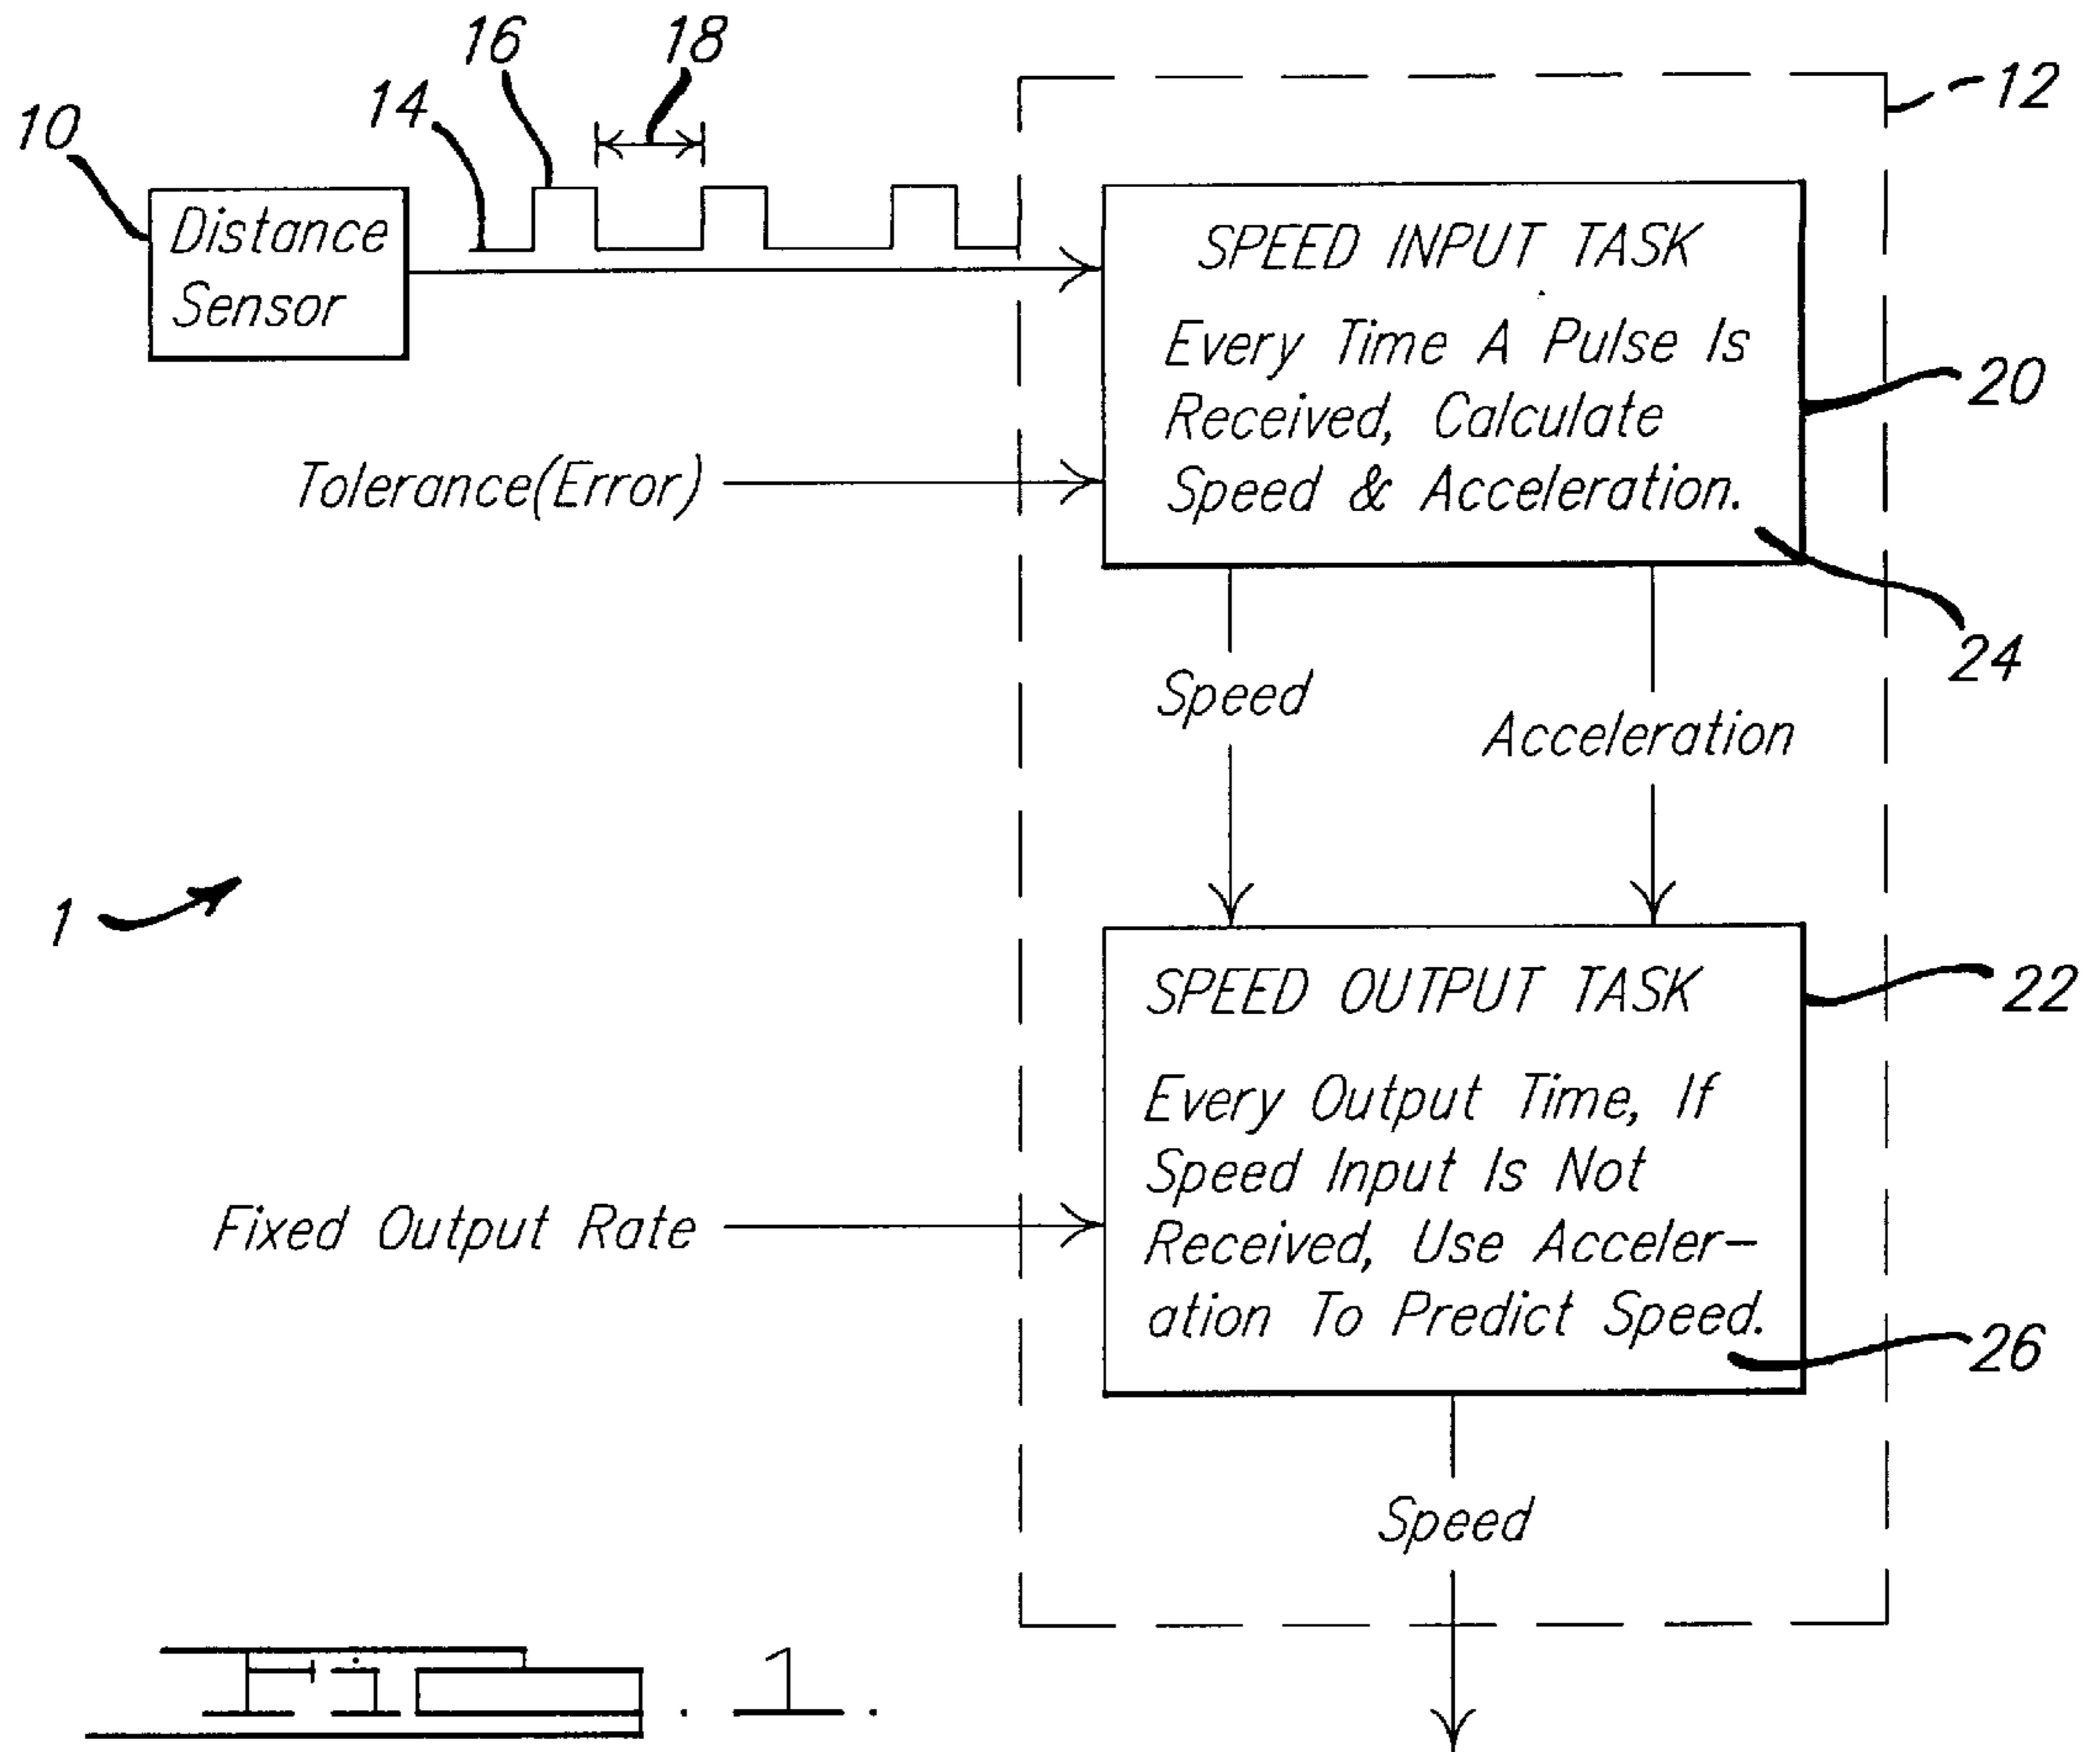 16
18
12
14
10
Distance
Sensor
SPEED INPUT TASK
Every Time A Pulse Is
Received, Calculate
Speed & Acceleration.
20
Tolerance(Error)
24
Speed
Acceleration
1
SPEED OUTPUT TASK
22
Every Output Time, If
Speed Input Is Not
Received, Use Acceler-
ation To Predict Speed.
Fixed Output Rate
26
Speed
Fig. 1.